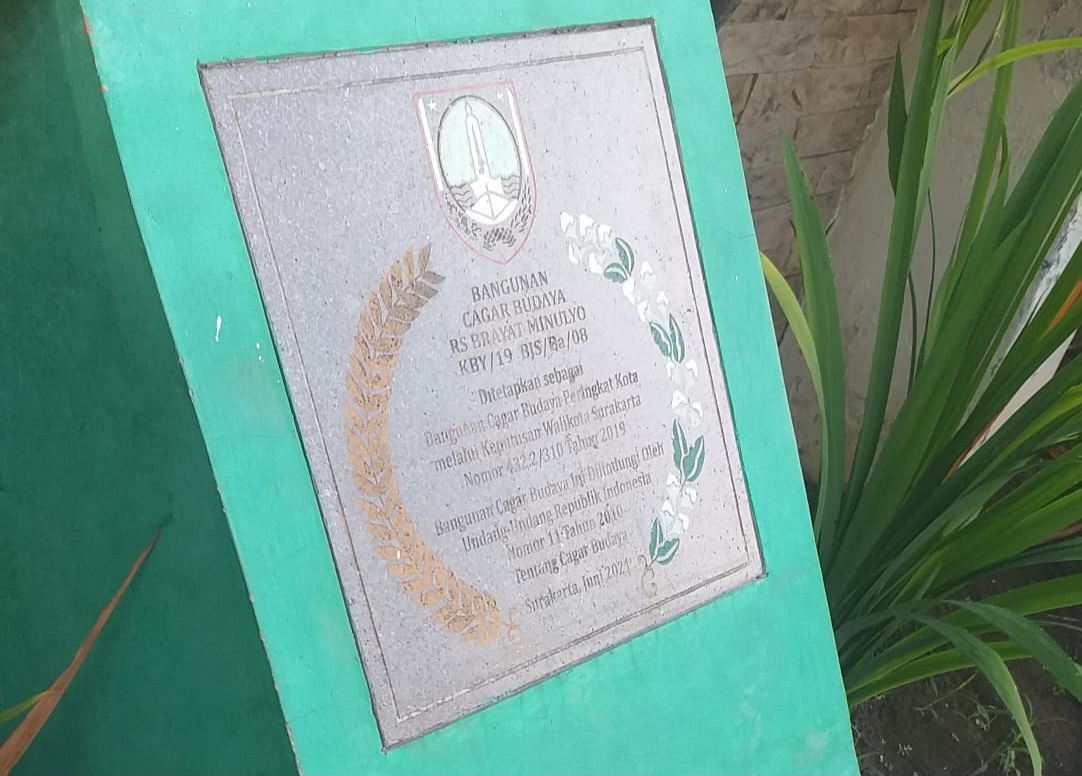 BANGUNAN
CAGAR BUDAYA
RS BRAYAT MINULYO
KBY/19 BJS/Ba/08
Ditetapkan sebagai
Bangunan Cagar Budaya Peringkat Kota
melalui Keputusan Walikota Surakarta
Nomor 432.2/310 Tahun 2019
Bangunan Cagar Budaya Ini Dilindungi Oleh
Undang-Undang Republik Indonesia
Nomor 11 Tahun 2010
Tentang Cagar Budaya
Surakarta, Juni 2021